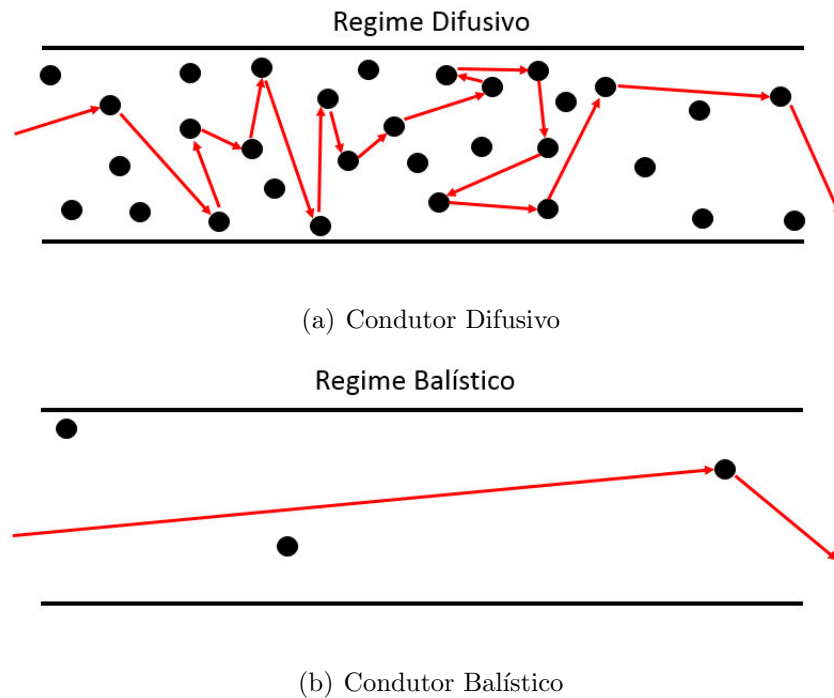 Regime Difusivo
(a) Condutor Difusivo
Regime Balístico
(b) Condutor Balístico